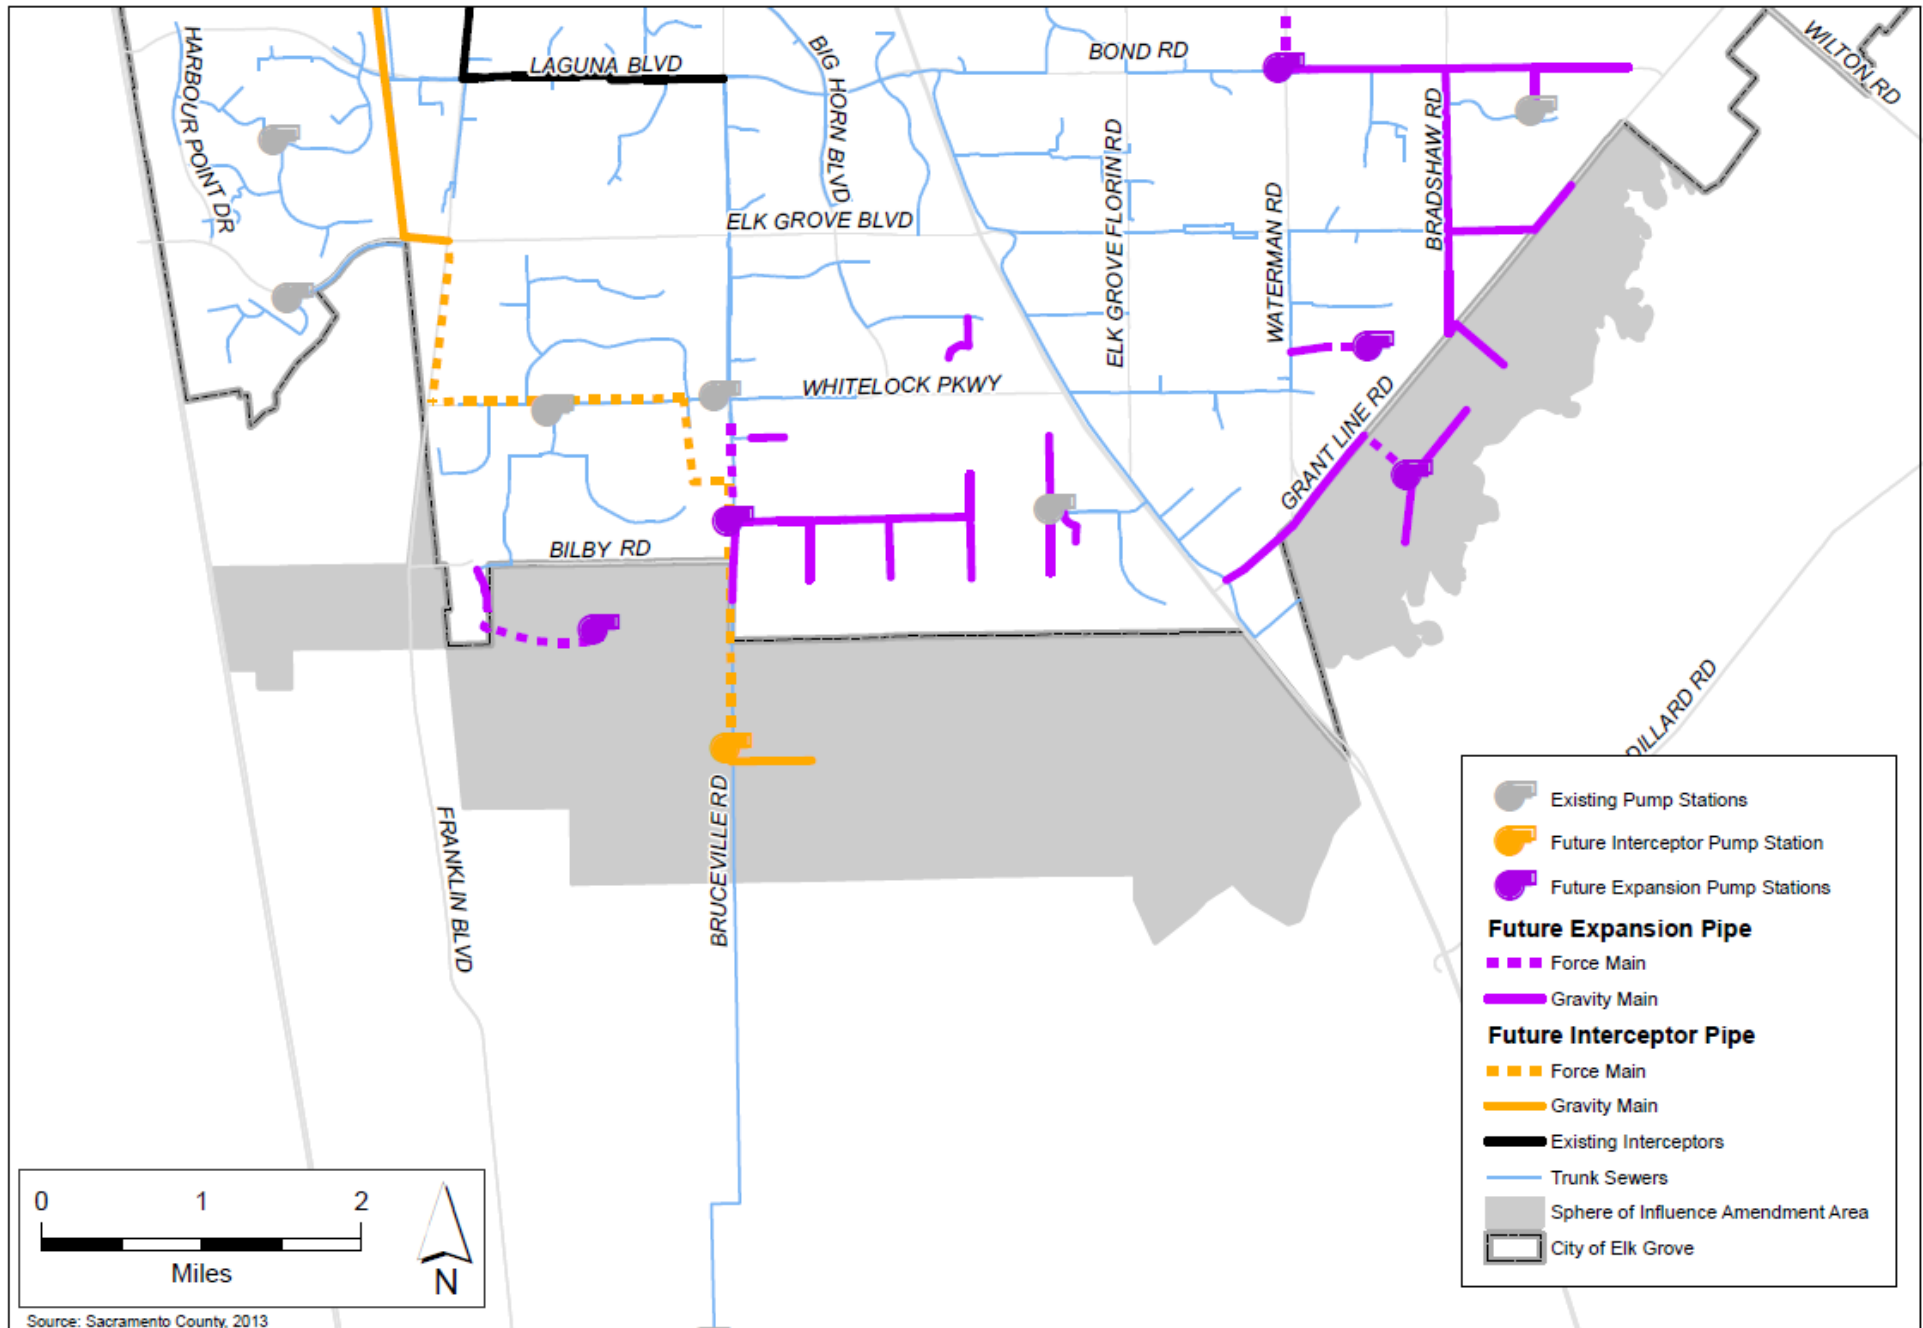 HARBOUR POINT DR
LAGUNA BLVD
BIG HORN BLVD
BOND RD
WILTON RD
ELK GROVE BLVD
ELK GROVE FLORIN RD
WATERMAN RD
BRADSHAW RD
WHITELOCK PKWY
GRANT LINE RD
BILBY RD
DILLARD RD
FRANKLIN BLVD
BRUCEVILLE RD
Existing Pump Stations
Future Interceptor Pump Station
Future Expansion Pump Stations
Future Expansion Pipe
Force Main
Gravity Main
Future Interceptor Pipe
Force Main
Gravity Main
Existing Interceptors
Trunk Sewers
Sphere of Influence Amendment Area
City of Elk Grove
0 1 2
Miles
N
Source: Sacramento County, 2013